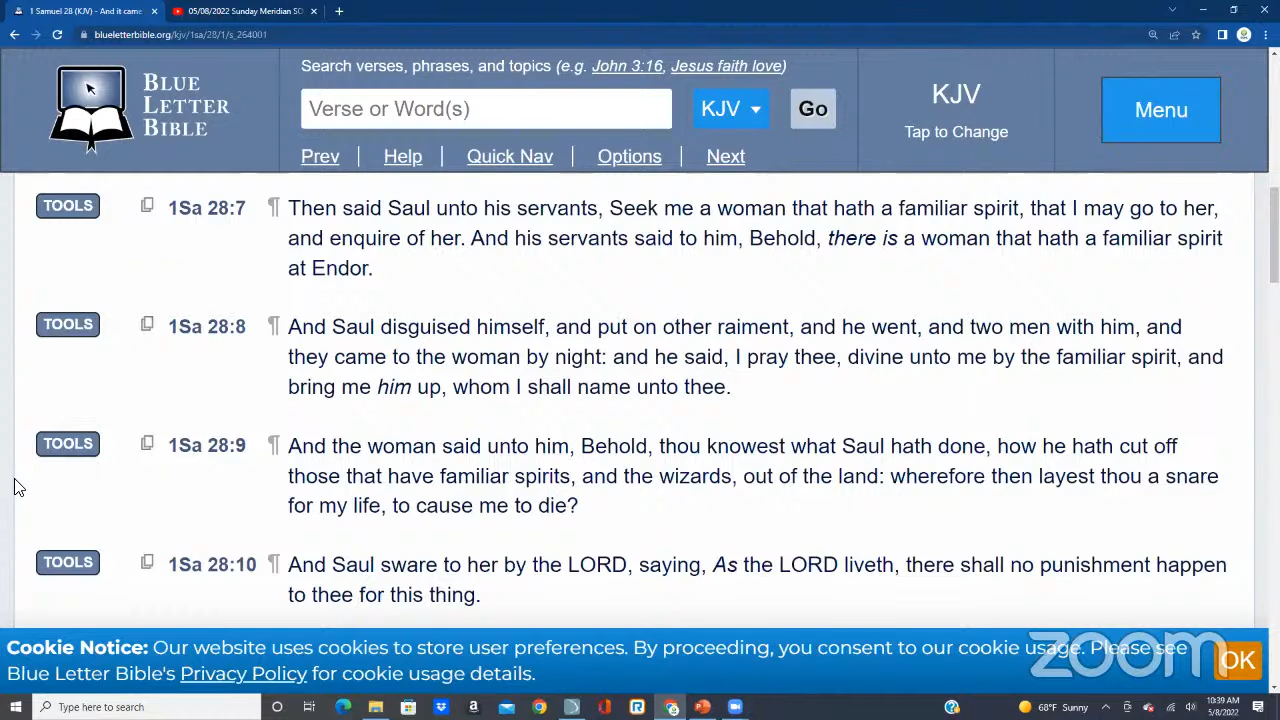 1 Samuel 28 (KJV) - And it came
05/08/2022 Sunday Meridian SD
blueletterbible.org/kjv/1sa/28/1/s_264001
BLUE
LETTER
BIBLE
Search verses, phrases, and topics (e.g. John 3:16, Jesus faith love)
Verse or Word(s)
KJV
Go
Prev
Help
Quick Nav
Options
Next
KJV
Tap to Change
Menu
TOOLS 1Sa 28:7 ¶ Then said Saul unto his servants, Seek me a woman that hath a familiar spirit, that I may go to her,
and enquire of her. And his servants said to him, Behold, there is a woman that hath a familiar spirit
at Endor.
TOOLS 1Sa 28:8 ¶ And Saul disguised himself, and put on other raiment, and he went, and two men with him, and
they came to the woman by night: and he said, I pray thee, divine unto me by the familiar spirit, and
bring me him up, whom I shall name unto thee.
TOOLS 1Sa 28:9 ¶ And the woman said unto him, Behold, thou knowest what Saul hath done, how he hath cut off
those that have familiar spirits, and the wizards, out of the land: wherefore then layest thou a snare
for my life, to cause me to die?
TOOLS 1Sa 28:10 ¶ And Saul sware to her by the LORD, saying, As the LORD liveth, there shall no punishment happen
to thee for this thing.
Cookie Notice: Our website uses cookies to store user preferences. By proceeding, you consent to our cookie usage. Please see
Blue Letter Bible's Privacy Policy for cookie usage details.
OK
zoom
Type here to search
68°F Sunny
10:39 AM
5/8/2022